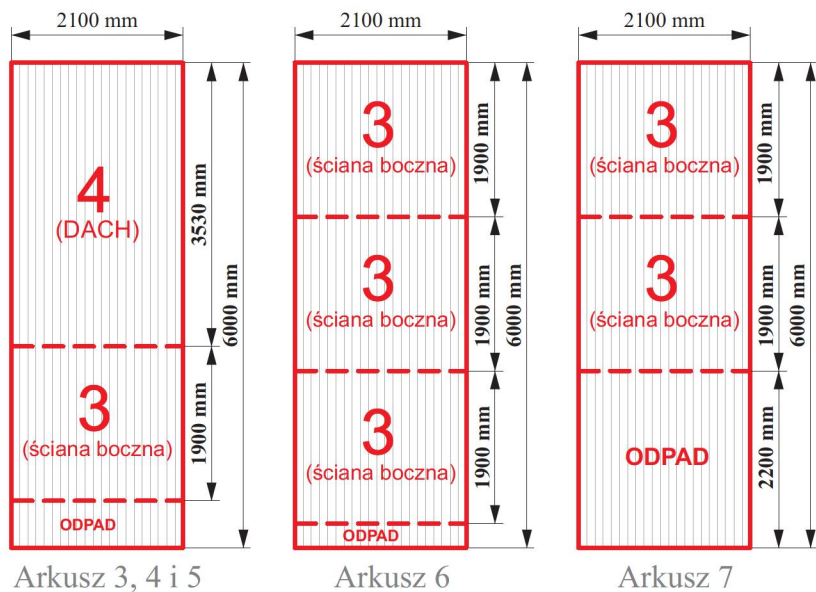 2100 mm
4
(DACH)
3530 mm
6000 mm
3
(ściana boczna)
1900 mm
ODPAD
Arkusz 3, 4 i 5
2100 mm
3
(ściana boczna)
1900 mm
3
(ściana boczna)
1900 mm
6000 mm
3
(ściana boczna)
1900 mm
ODPAD
Arkusz 6
2100 mm
3
(ściana boczna)
1900 mm
3
(ściana boczna)
1900 mm
6000 mm
ODPAD
2200 mm
Arkusz 7